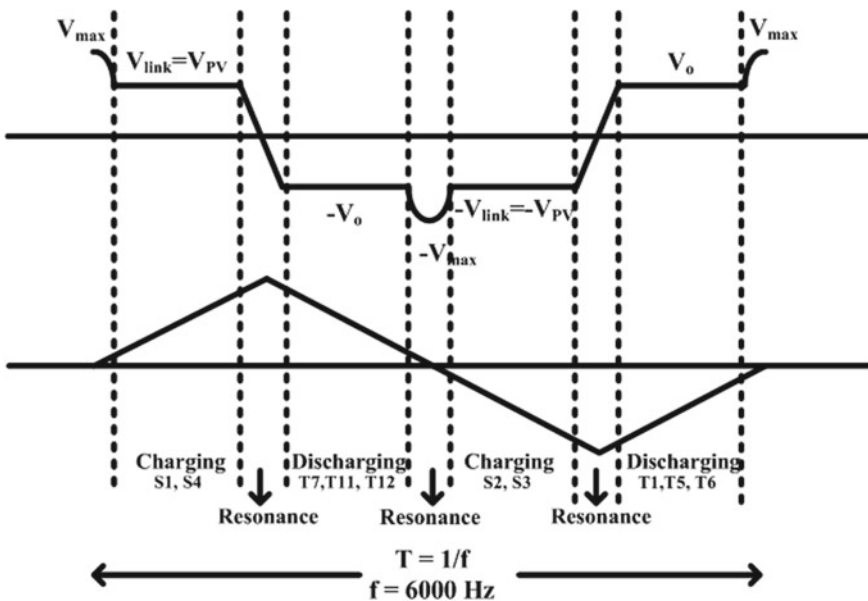 Vmax
Vlink=VPV
Vo
Vmax
-Vo
-Vlink=-VPV
-Vmax
Charging
S1, S4
Discharging
T7,T11, T12
Charging
S2, S3
Discharging
T1,T5, T6
Resonance
Resonance
Resonance
T = 1/f
f = 6000 Hz